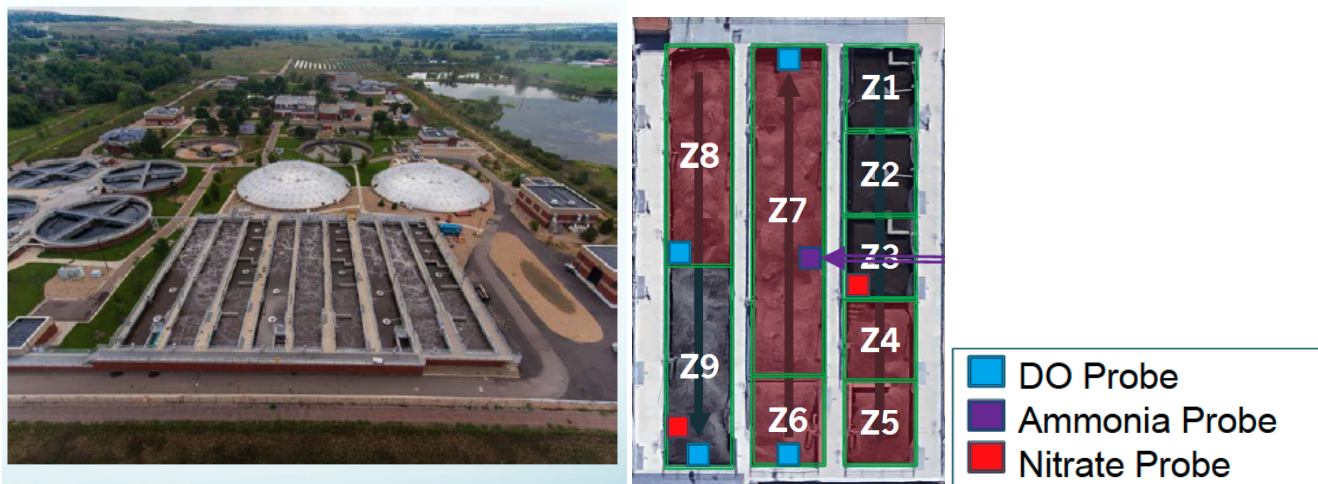 Z8
Z7
Z1
Z2
Z3
Z4
Z9
Z6
Z5
DO Probe
Ammonia Probe
Nitrate Probe